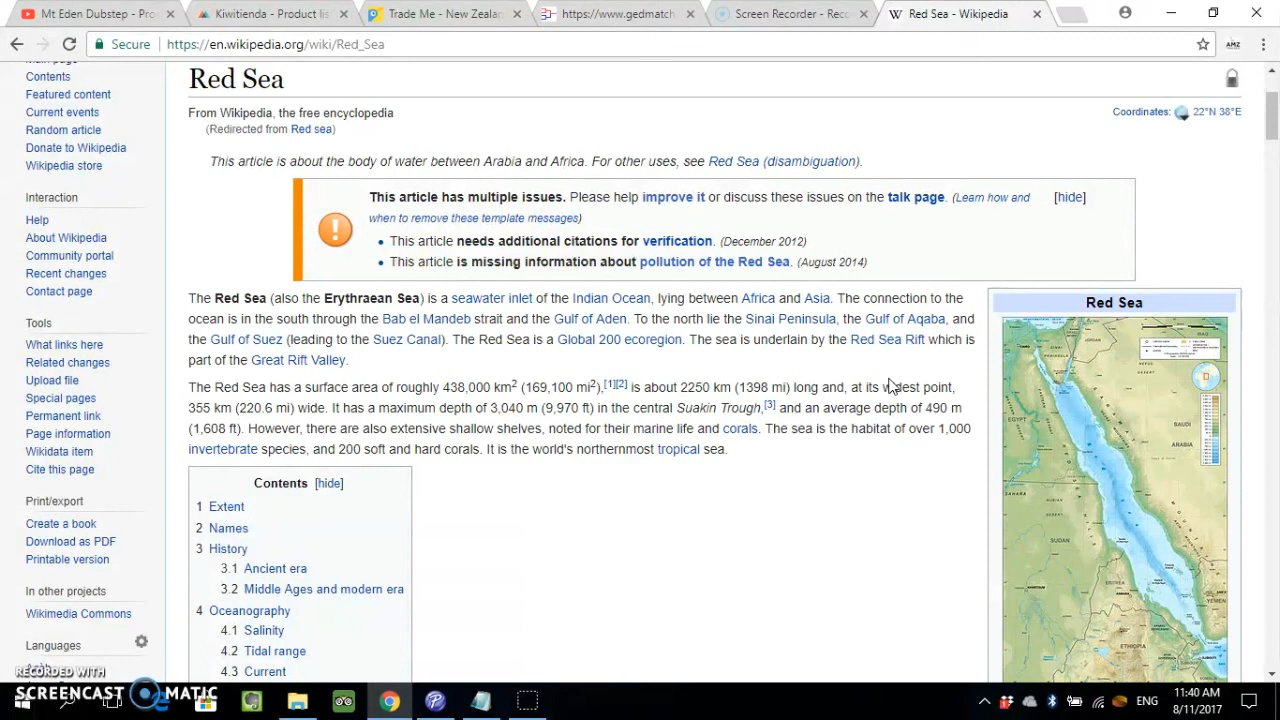 Mt Eden Dubstep - Pro
Kiwitienda - Product lis
Trade Me - New Zealan
https://www.gedmatch
Screen Recorder - Reco
Red Sea - Wikipedia
Secure
https://en.wikipedia.org/wiki/Red_Sea
AMZ
Main page
Contents
Featured content
Current events
Random article
Donate to Wikipedia
Wikipedia store
Interaction
Help
About Wikipedia
Community portal
Recent changes
Contact page
Tools
What links here
Related changes
Upload file
Special pages
Permanent link
Page information
Wikidata item
Cite this page
Print/export
Create a book
Download as PDF
Printable version
In other projects
Wikimedia Commons
Languages
Red Sea
From Wikipedia, the free encyclopedia
(Redirected from Red sea)
Coordinates: 22°N 38°E
This article is about the body of water between Arabia and Africa. For other uses, see Red Sea (disambiguation).
This article has multiple issues. Please help improve it or discuss these issues on the talk page. (Learn how and
[hide]
when to remove these template messages)
• This article needs additional citations for verification. (December 2012)
• This article is missing information about pollution of the Red Sea. (August 2014)
The Red Sea (also the Erythraean Sea) is a seawater inlet of the Indian Ocean, lying between Africa and Asia. The connection to the
ocean is in the south through the Bab el Mandeb strait and the Gulf of Aden. To the north lie the Sinai Peninsula, the Gulf of Aqaba, and
the Gulf of Suez (leading to the Suez Canal). The Red Sea is a Global 200 ecoregion. The sea is underlain by the Red Sea Rift which is
part of the Great Rift Valley.
The Red Sea has a surface area of roughly 438,000 km2 (169,100 mi2),[1][2] is about 2250 km (1398 mi) long and, at its widest point,
355 km (220.6 mi) wide. It has a maximum depth of 3,040 m (9,970 ft) in the central Suakin Trough,[3] and an average depth of 490 m
(1,608 ft). However, there are also extensive shallow shelves, noted for their marine life and corals. The sea is the habitat of over 1,000
invertebrate species, and 200 soft and hard corals. It is the world's northernmost tropical sea.
Contents [hide]
1 Extent
2 Names
3 History
3.1 Ancient era
3.2 Middle Ages and modern era
4 Oceanography
4.1 Salinity
4.2 Tidal range
4.3 Current
Red Sea
JORDAN
EGYPT
SAUDI
ARABIA
SAHARA
SUDAN
ERITREA
YEMEN
ETHIOPIA
RECORDED WITH
SCREENCAST MATIC
ENG
11:40 AM
8/11/2017